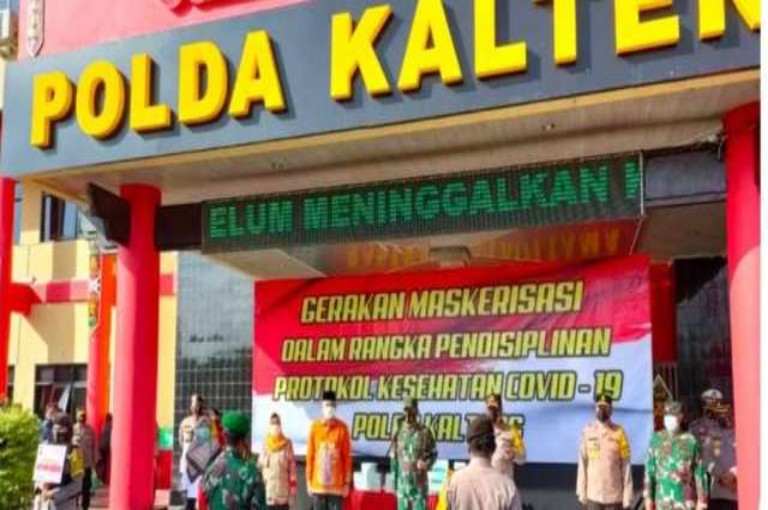 POLDA KALTEN
ELUM MENINGGALKAN
GERAKAN MASKERISASI
DALAM RANGKA PENDISIPLINAN
PROTOKOL KESEHATAN COVID - 19
POLDA KALTENG